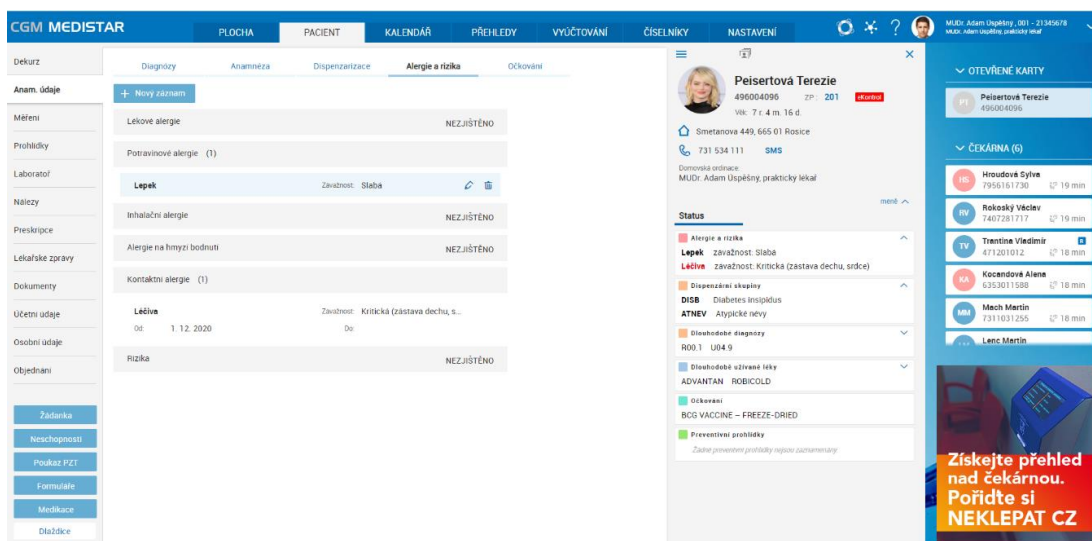 CGM MEDISTAR
PLOCHA PACIENT KALENDÁŘ PŘEHLEDY VYÚČTOVÁNÍ ČÍSELNÍKY NASTAVENÍ
MUDr. Adam Úspěšný , 001 - 21345678
MUDr. Adam Úspěšný, praktický lékař
Dekurz
Anam. údaje
Měření
Prohlídky
Laboratoř
Nálezy
Preskripce
Lékařské zprávy
Dokumenty
Účetní údaje
Osobní údaje
Objednání
Žádanka
Neschopnosti
Poukaz PZT
Formuláře
Medikace
Dlaždice
Diagnózy Anamnéza Dispenzarizace Alergie a rizika Očkování
+ Nový záznam
Lékové alergie NEZJIŠTĚNO
Potravinové alergie (1)
Lepek Závažnost: Slabá
Inhalační alergie NEZJIŠTĚNO
Alergie na hmyzí bodnutí NEZJIŠTĚNO
Kontaktní alergie (1)
Léčiva Závažnost: Kritická (zástava dechu, s...
Od: 1. 12. 2020 Do:
Rizika NEZJIŠTĚNO
Peisertová Terezie
496004096 ZP: 201 eKontrol
Věk: 7 r. 4 m. 16 d.
Smetanova 449, 665 01 Rosice
731 534 111 SMS
Domovská ordinace
MUDr. Adam Úspěšný, praktický lékař
méně
Status
Alergie a rizika
Lepek závažnost: Slabá
Léčiva závažnost: Kritická (zástava dechu, srdce)
Dispenzární skupiny
DISB Diabetes insipidus
ATNEV Atypické névy
Dlouhodobé diagnózy
R00.1 U04.9
Dlouhodobě užívané léky
ADVANTAN ROBICOLD
Očkování
BCG VACCINE – FREEZE-DRIED
Preventivní prohlídky
Žádné preventivní prohlídky nejsou zaznamenány
OTEVŘENÉ KARTY
PT Peisertová Terezie
496004096
ČEKÁRNA (6)
HS Hroudová Sylva
7956161730 19 min
RV Rokoský Václav
7407281717 19 min
TV Trantina Vladimír
471201012 18 min
KA Kocandová Alena
6353011588 18 min
MM Mach Martin
7311031255 18 min
Lenc Martin
Získejte přehled
nad čekárnou.
Pořiďte si
NEKLEPAT CZ